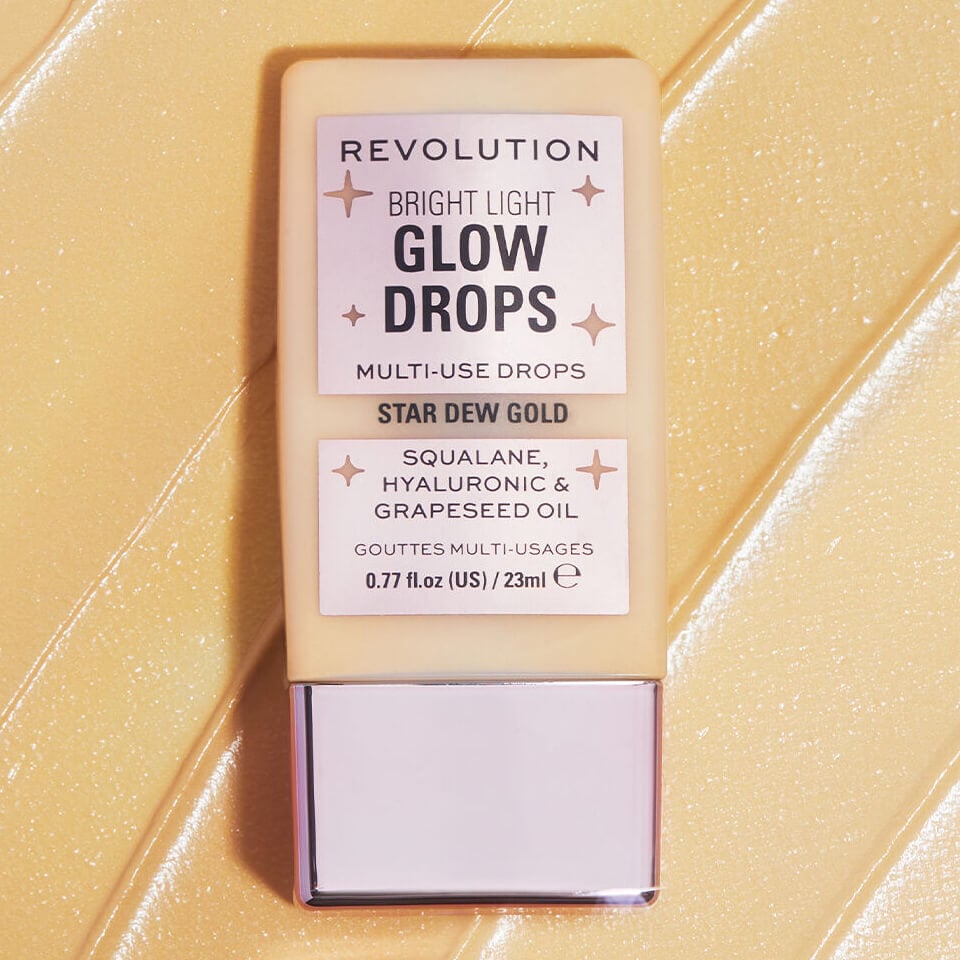 REVOLUTION
BRIGHT LIGHT
GLOW
DROPS
MULTI-USE DROPS
STAR DEW GOLD
SQUALANE,
HYALURONIC &
GRAPESEED OIL
GOUTTES MULTI-USAGES
0.77 fl.oz (US) / 23ml ℮